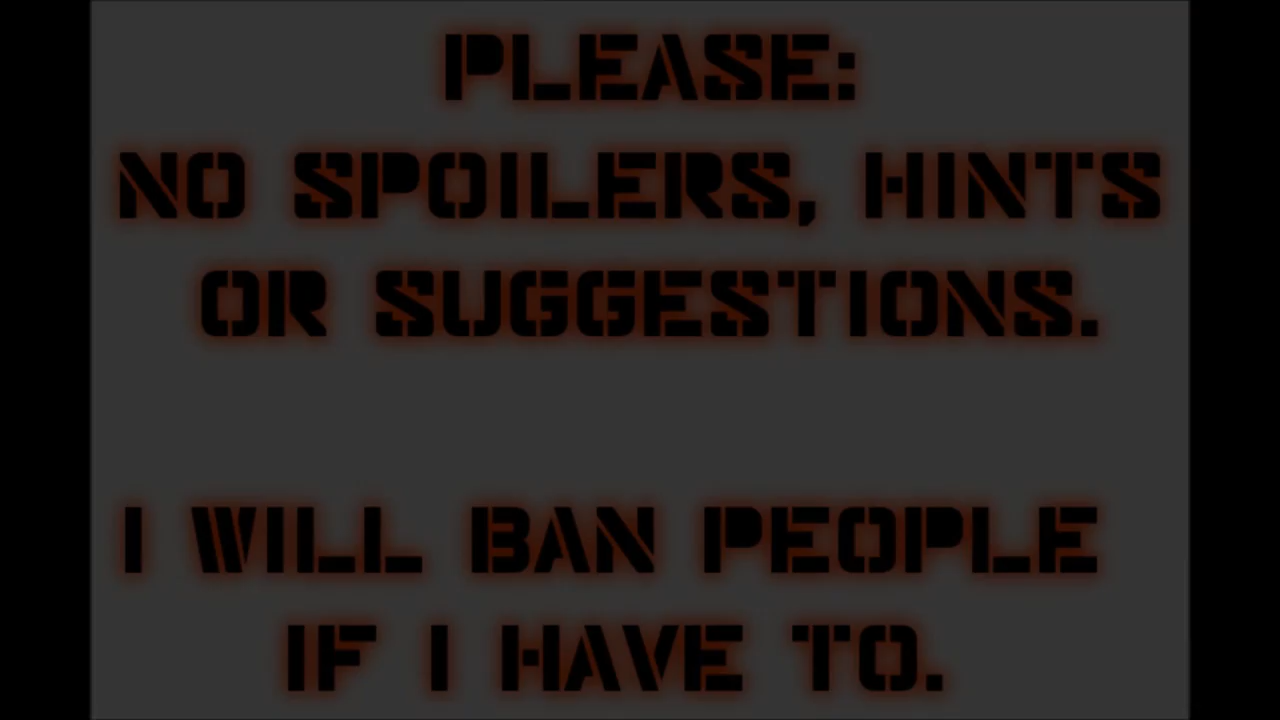 PLEASE:
NO SPOILERS, HINTS
OR SUGGESTIONS.
I WILL BAN PEOPLE
IF I HAVE TO.